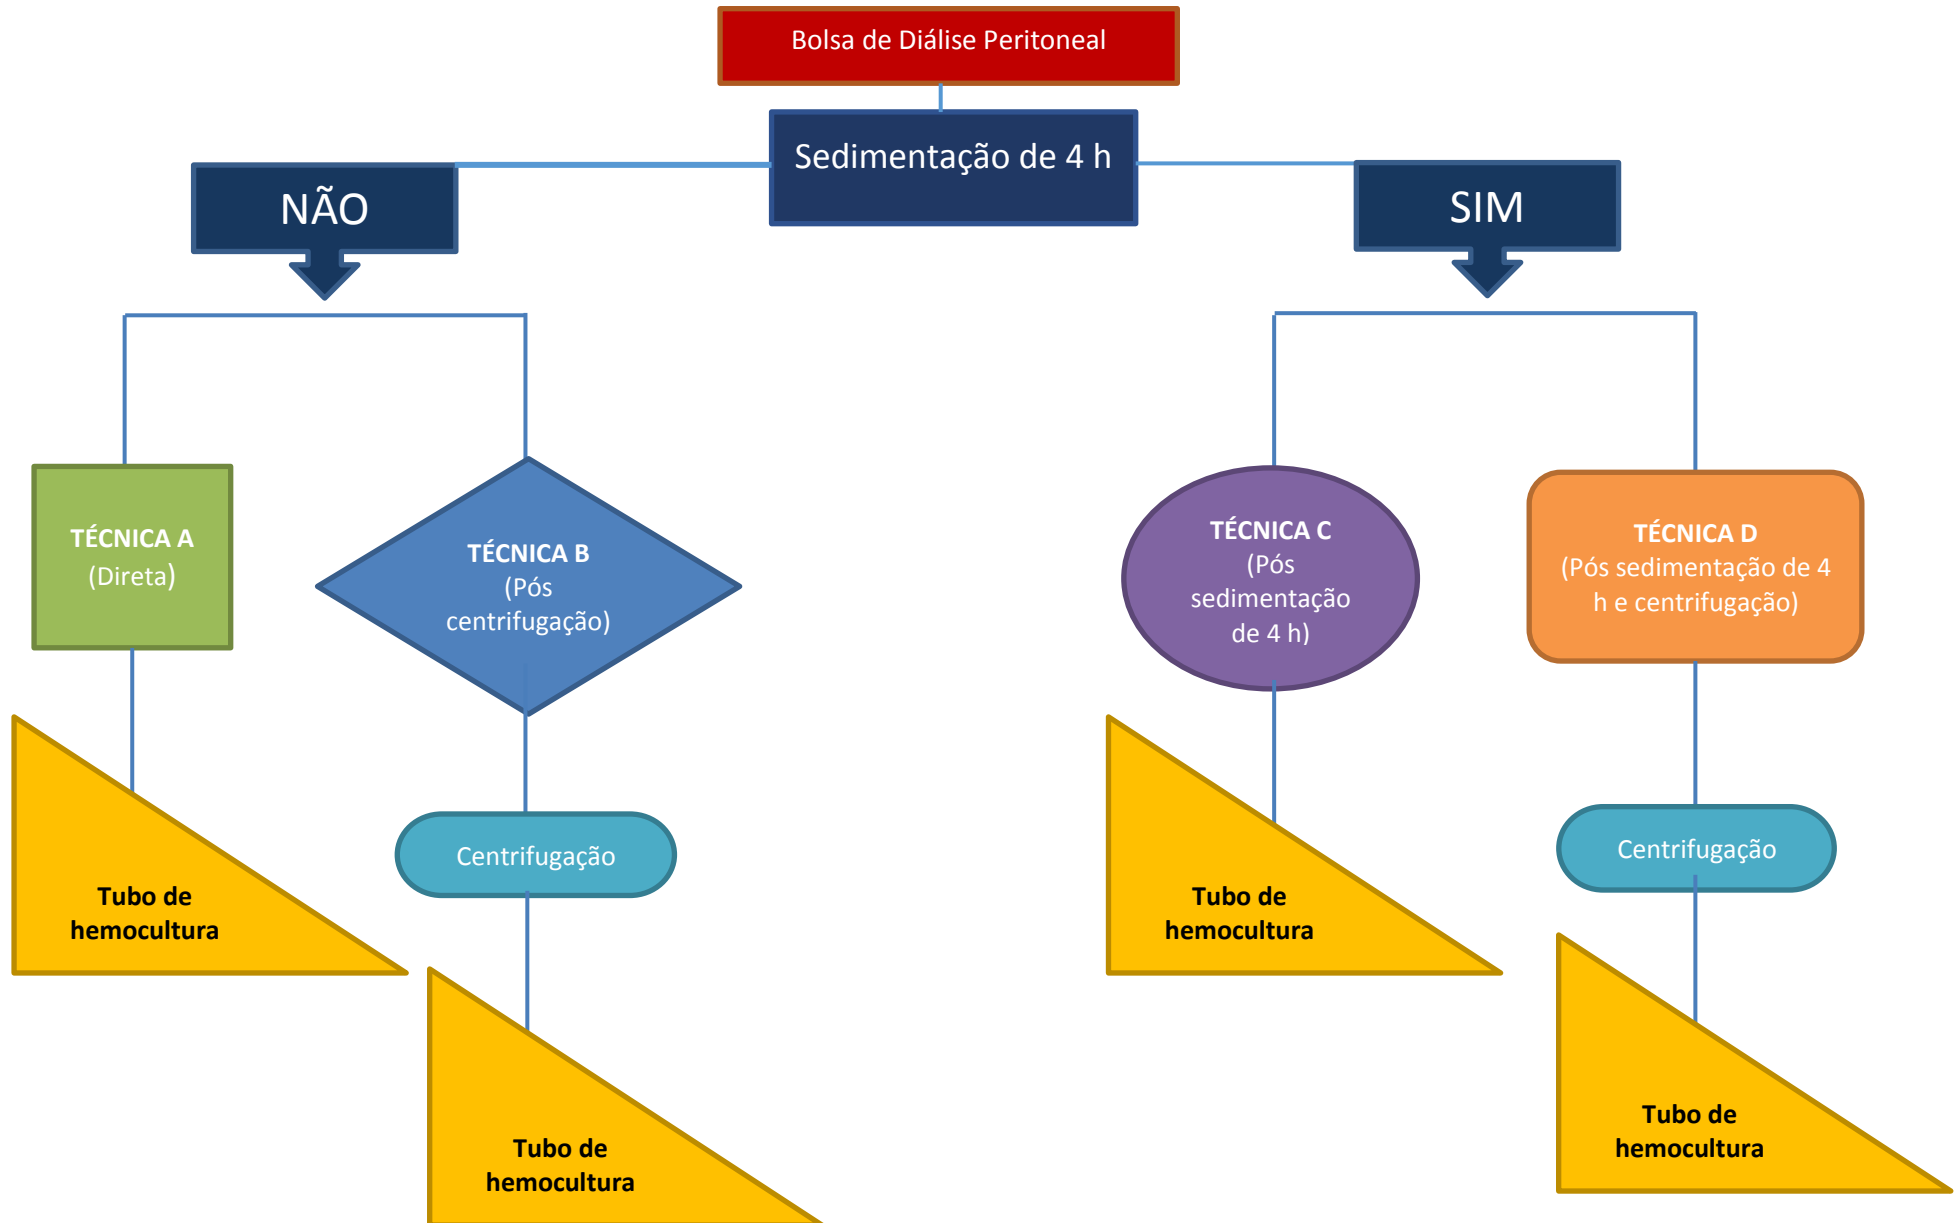 Bolsa de Diálise Peritoneal
Sedimentação de 4 h
NÃO
SIM
TÉCNICA A
(Direta)
TÉCNICA B
(Pós
centrifugação)
TÉCNICA C
(Pós
sedimentação
de 4 h)
TÉCNICA D
(Pós sedimentação de 4
h e centrifugação)
Centrifugação
Centrifugação
Tubo de
hemocultura
Tubo de
hemocultura
Tubo de
hemocultura
Tubo de
hemocultura